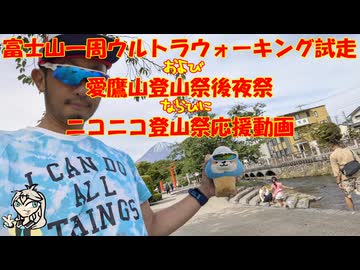 富士山一周ウルトラウォーキング試走
および
愛鷹山登山祭後夜祭
ならびに
ニコニコ登山祭応援動画
I CAN DO
ALL
THINGS